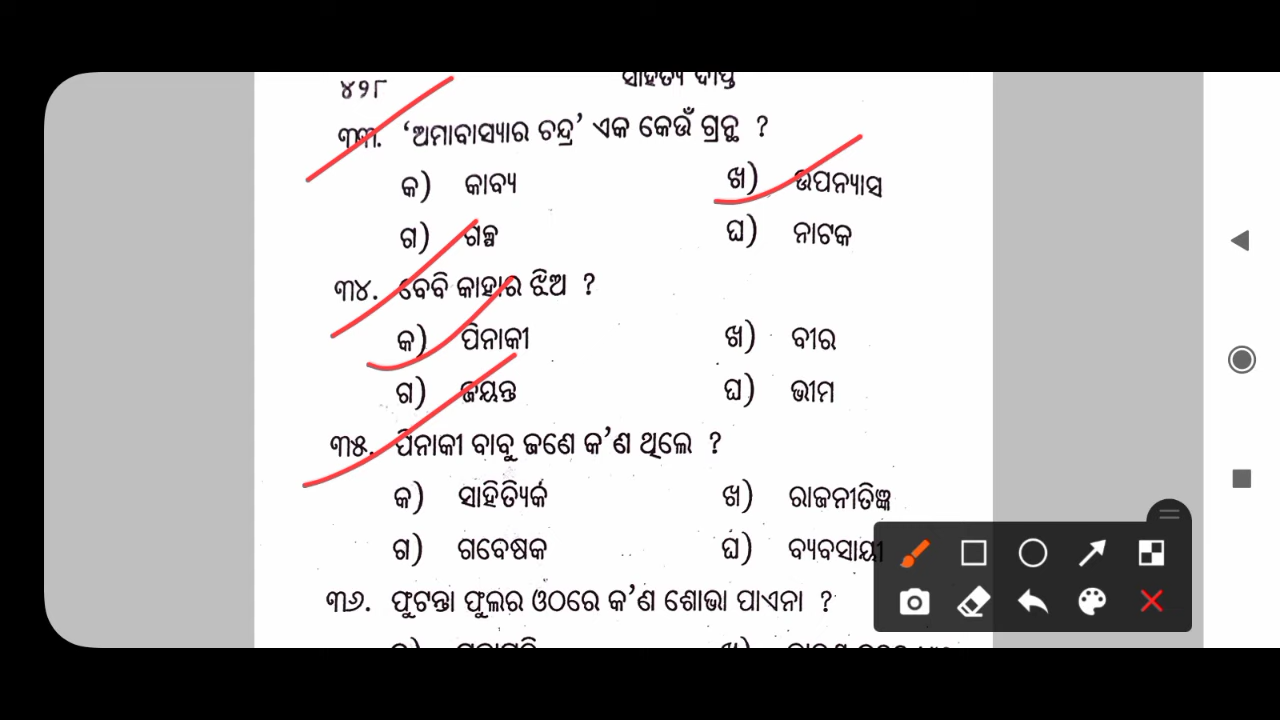 ୪୨୮ ସାହିତ୍ୟ ଦୀପ୍ତି
୩୩. ‘ଅମାବାସ୍ୟାର ଚନ୍ଦ୍ର’ ଏକ କେଉଁ ଗ୍ରନ୍ଥ ?
କ) କାବ୍ୟ ଖ) ଉପନ୍ୟାସ
ଗ) ଗଳ୍ପ ଘ) ନାଟକ
୩୪. ବେବି କାହାର ଝିଅ ?
କ) ପିନାକୀ ଖ) ବୀର
ଗ) ଜୟନ୍ତ ଘ) ଭୀମ
୩୫. ପିନାକୀ ବାବୁ ଜଣେ କ’ଣ ଥିଲେ ?
କ) ସାହିତ୍ୟିକ ଖ) ରାଜନୀତିଜ୍ଞ
ଗ) ଗବେଷକ ଘ) ବ୍ୟବସାୟୀ
୩୬. ଫୁଟନ୍ତା ଫୁଲର ଓଠରେ କ’ଣ ଶୋଭା ପାଏନା ?